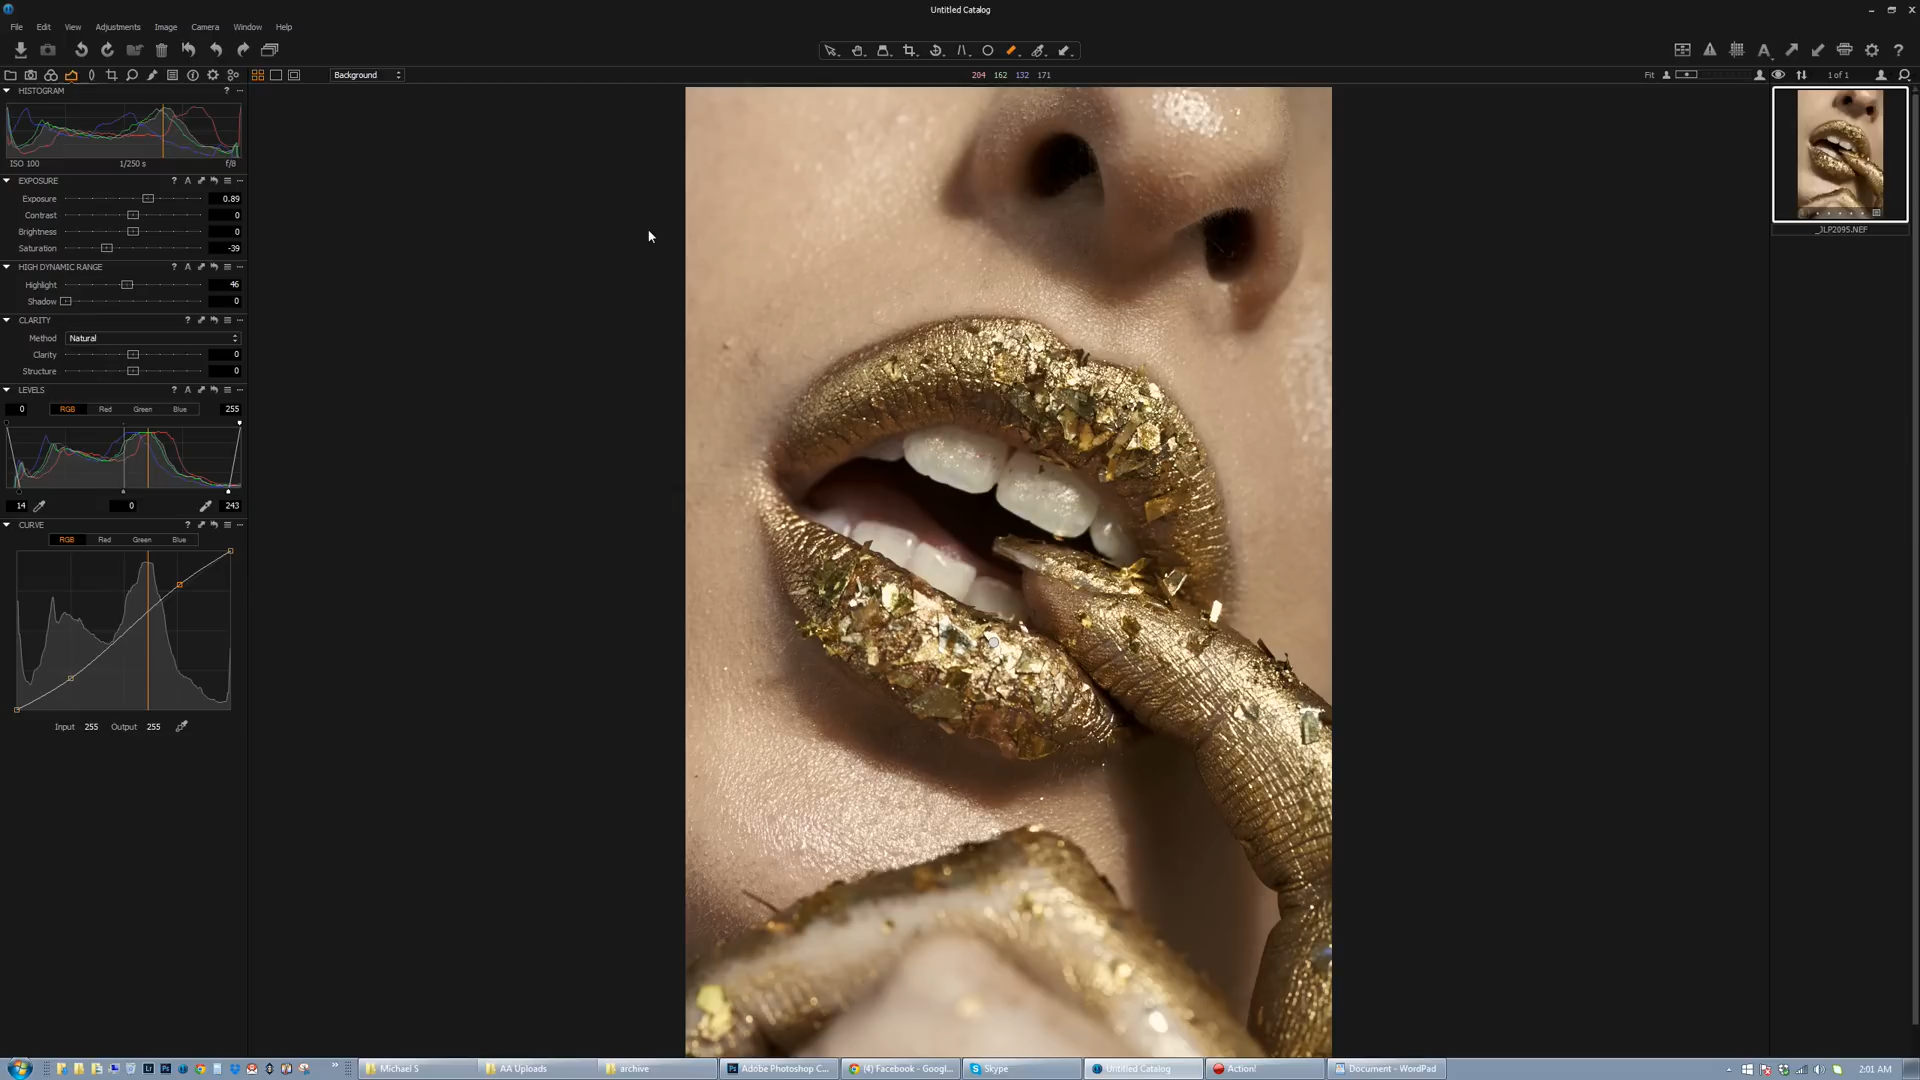 Untitled Catalog
File Edit View Adjustments Image Camera Window Help
Background
204 162 132 171
Fit
1 of 1
HISTOGRAM
ISO 100 1/250 s f/8
EXPOSURE
Exposure 0.89
Contrast 0
Brightness 0
Saturation -39
HIGH DYNAMIC RANGE
Highlight 46
Shadow 0
CLARITY
Method Natural
Clarity 0
Structure 0
LEVELS
0 RGB Red Green Blue 255
14 0 243
CURVE
RGB Red Green Blue
Input 255 Output 255
_JLP2095.NEF
Michael S
AA Uploads
archive
Adobe Photoshop C...
(4) Facebook - Googl...
Skype
Untitled Catalog
Action!
Document - WordPad
2:01 AM